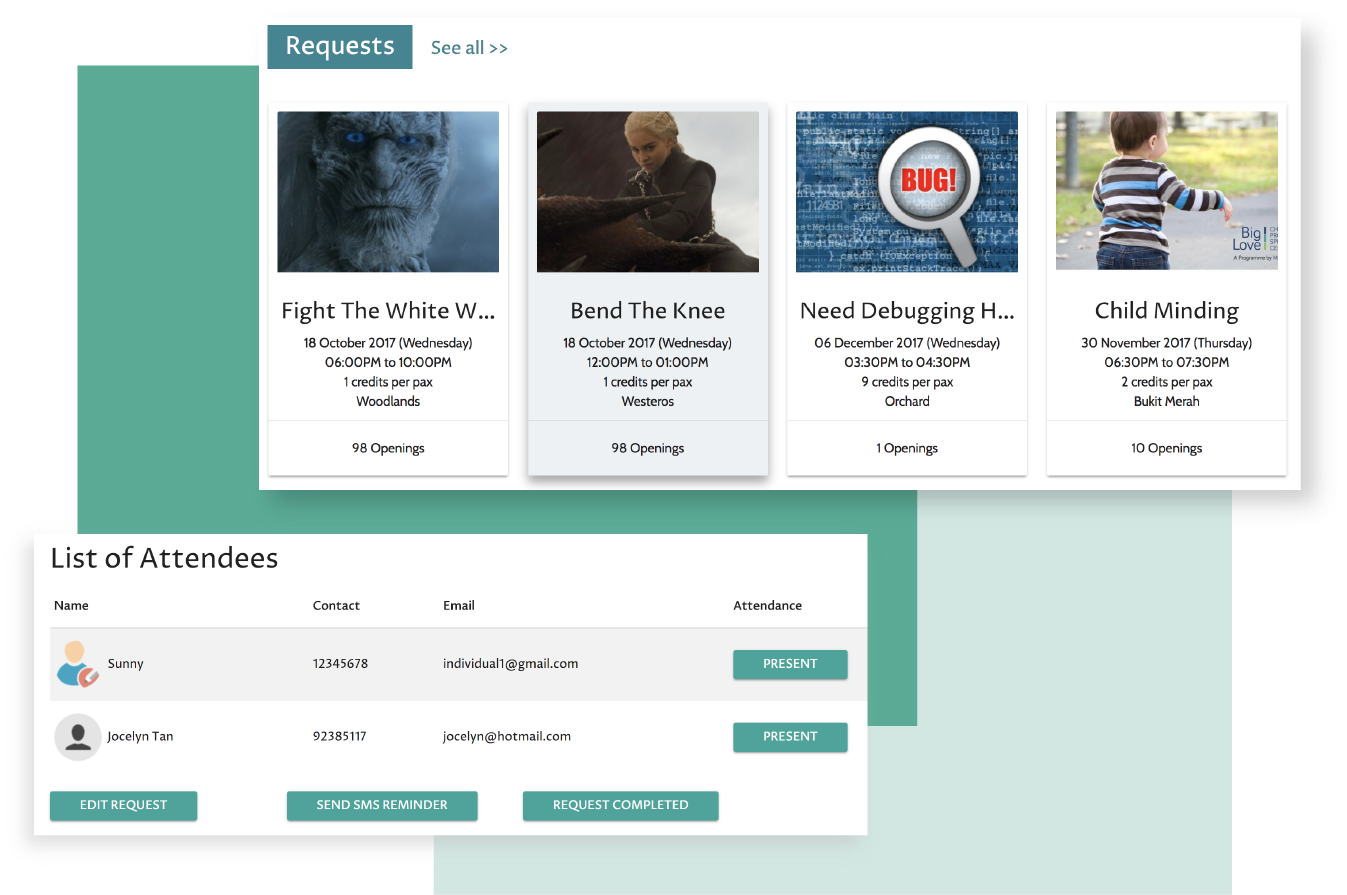 Requests
See all >>
public class Main {
BUG!
Big
Love
A Programme by
Fight The White W...
18 October 2017 (Wednesday)
06:00PM to 10:00PM
1 credits per pax
Woodlands
98 Openings
Bend The Knee
18 October 2017 (Wednesday)
12:00PM to 01:00PM
1 credits per pax
Westeros
98 Openings
Need Debugging H...
06 December 2017 (Wednesday)
03:30PM to 04:30PM
9 credits per pax
Orchard
1 Openings
Child Minding
30 November 2017 (Thursday)
06:30PM to 07:30PM
2 credits per pax
Bukit Merah
10 Openings
List of Attendees
Name Contact Email Attendance
Sunny 12345678 individual1@gmail.com PRESENT
Jocelyn Tan 92385117 jocelyn@hotmail.com PRESENT
EDIT REQUEST SEND SMS REMINDER REQUEST COMPLETED